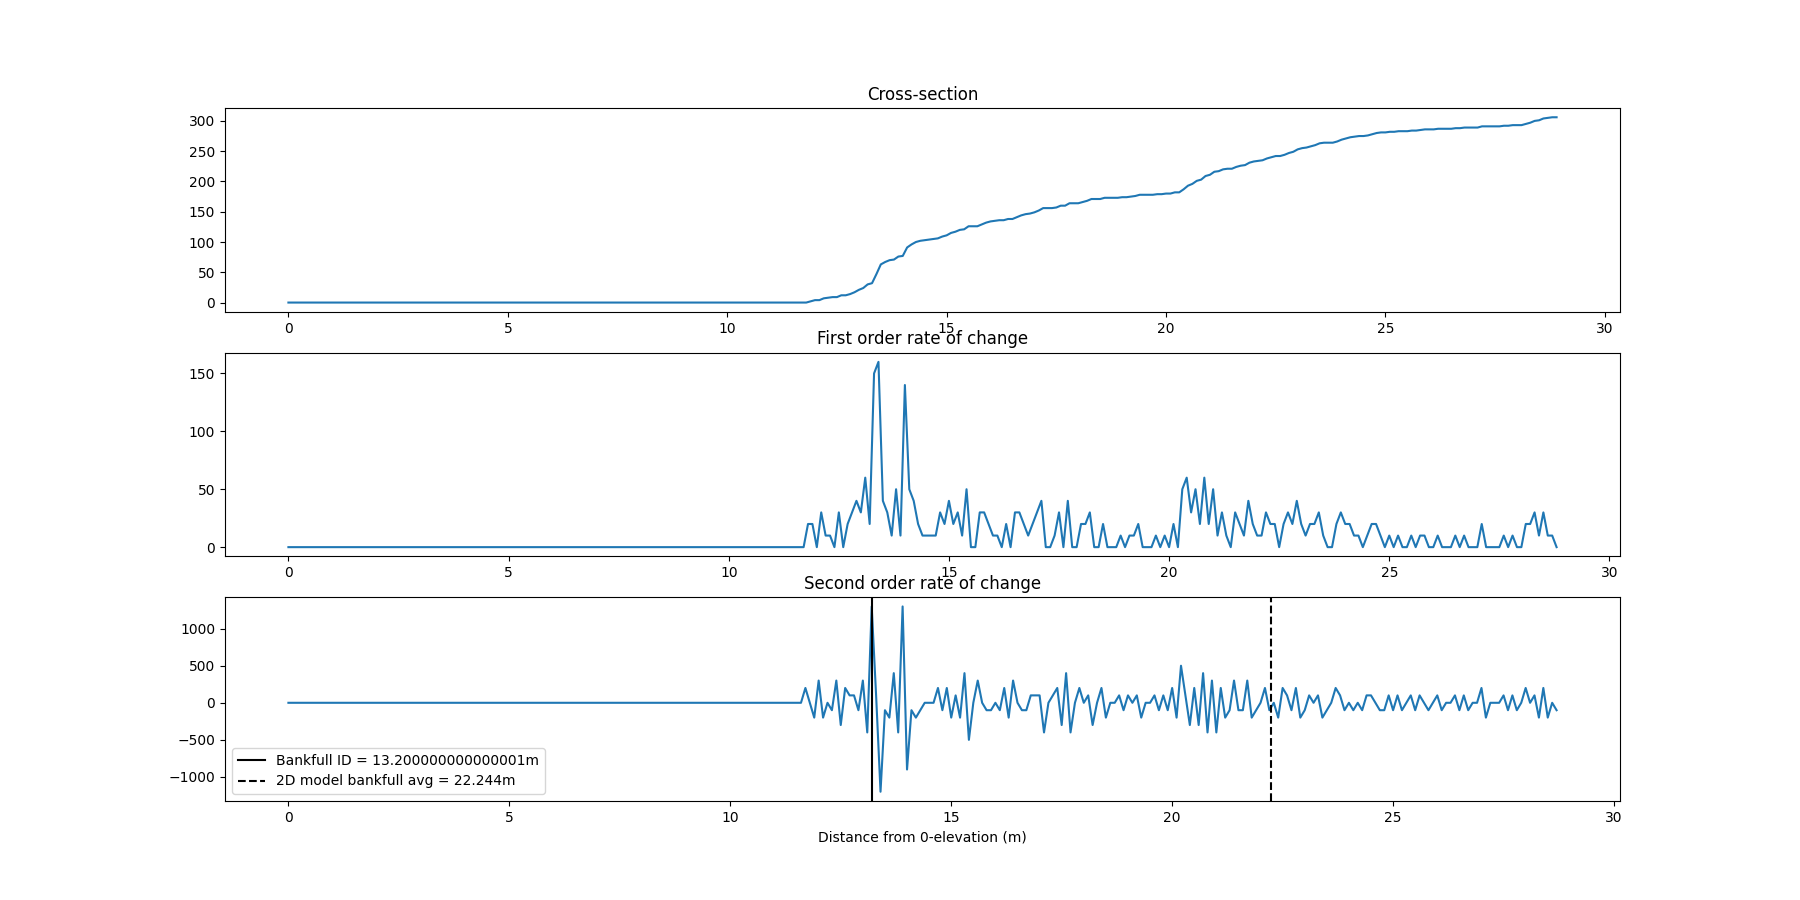 Cross-section
300
250
200
150
100
50
0
0 5 10 15 20 25 30
First order rate of change
150
100
50
0
0 5 10 15 20 25 30
Second order rate of change
1000
500
0
−500
−1000
Bankfull ID = 13.200000000000001m
2D model bankfull avg = 22.244m
0 5 10 15 20 25 30
Distance from 0-elevation (m)